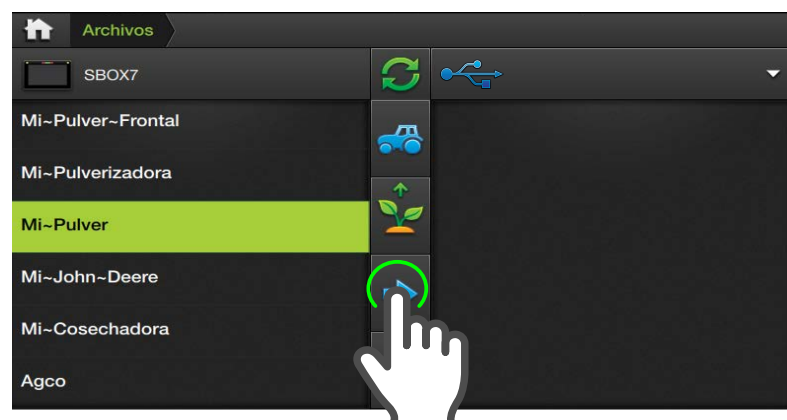 Archivos
SBOX7
Mi~Pulver~Frontal
Mi~Pulverizadora
Mi~Pulver
Mi~John~Deere
Mi~Cosechadora
Agco